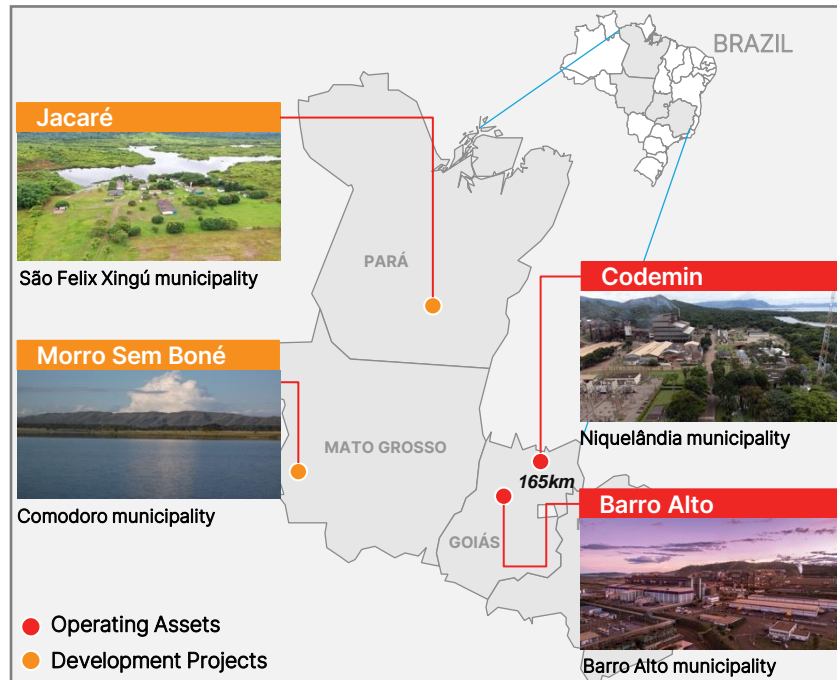 BRAZIL
Jacaré
São Felix Xingú municipality
PARÁ
Codemin
Niquelândia municipality
Morro Sem Boné
Comodoro municipality
MATO GROSSO
165km
Barro Alto
GOIÁS
Barro Alto municipality
Operating Assets
Development Projects